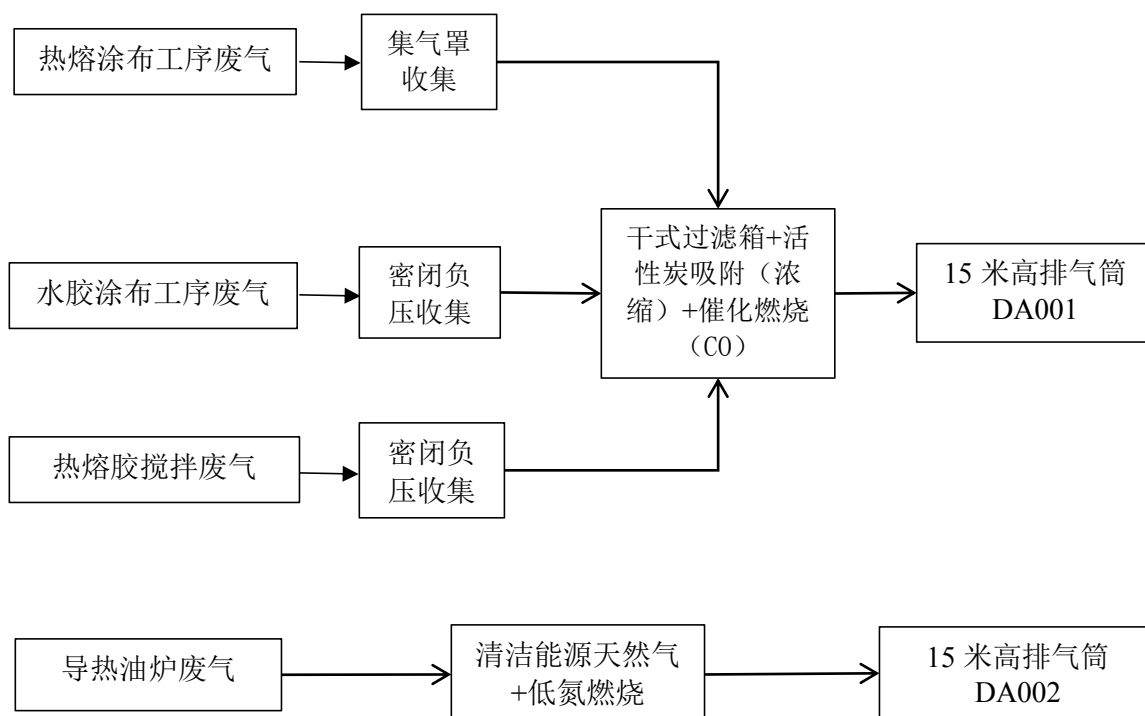 热熔涂布工序废气
集气罩
收集
水胶涂布工序废气
密闭负
压收集
干式过滤箱+活
性炭吸附（浓
缩）+催化燃烧
（CO）
15 米高排气筒
DA001
热熔胶搅拌废气
密闭负
压收集
导热油炉废气
清洁能源天然气
+低氮燃烧
15 米高排气筒
DA002